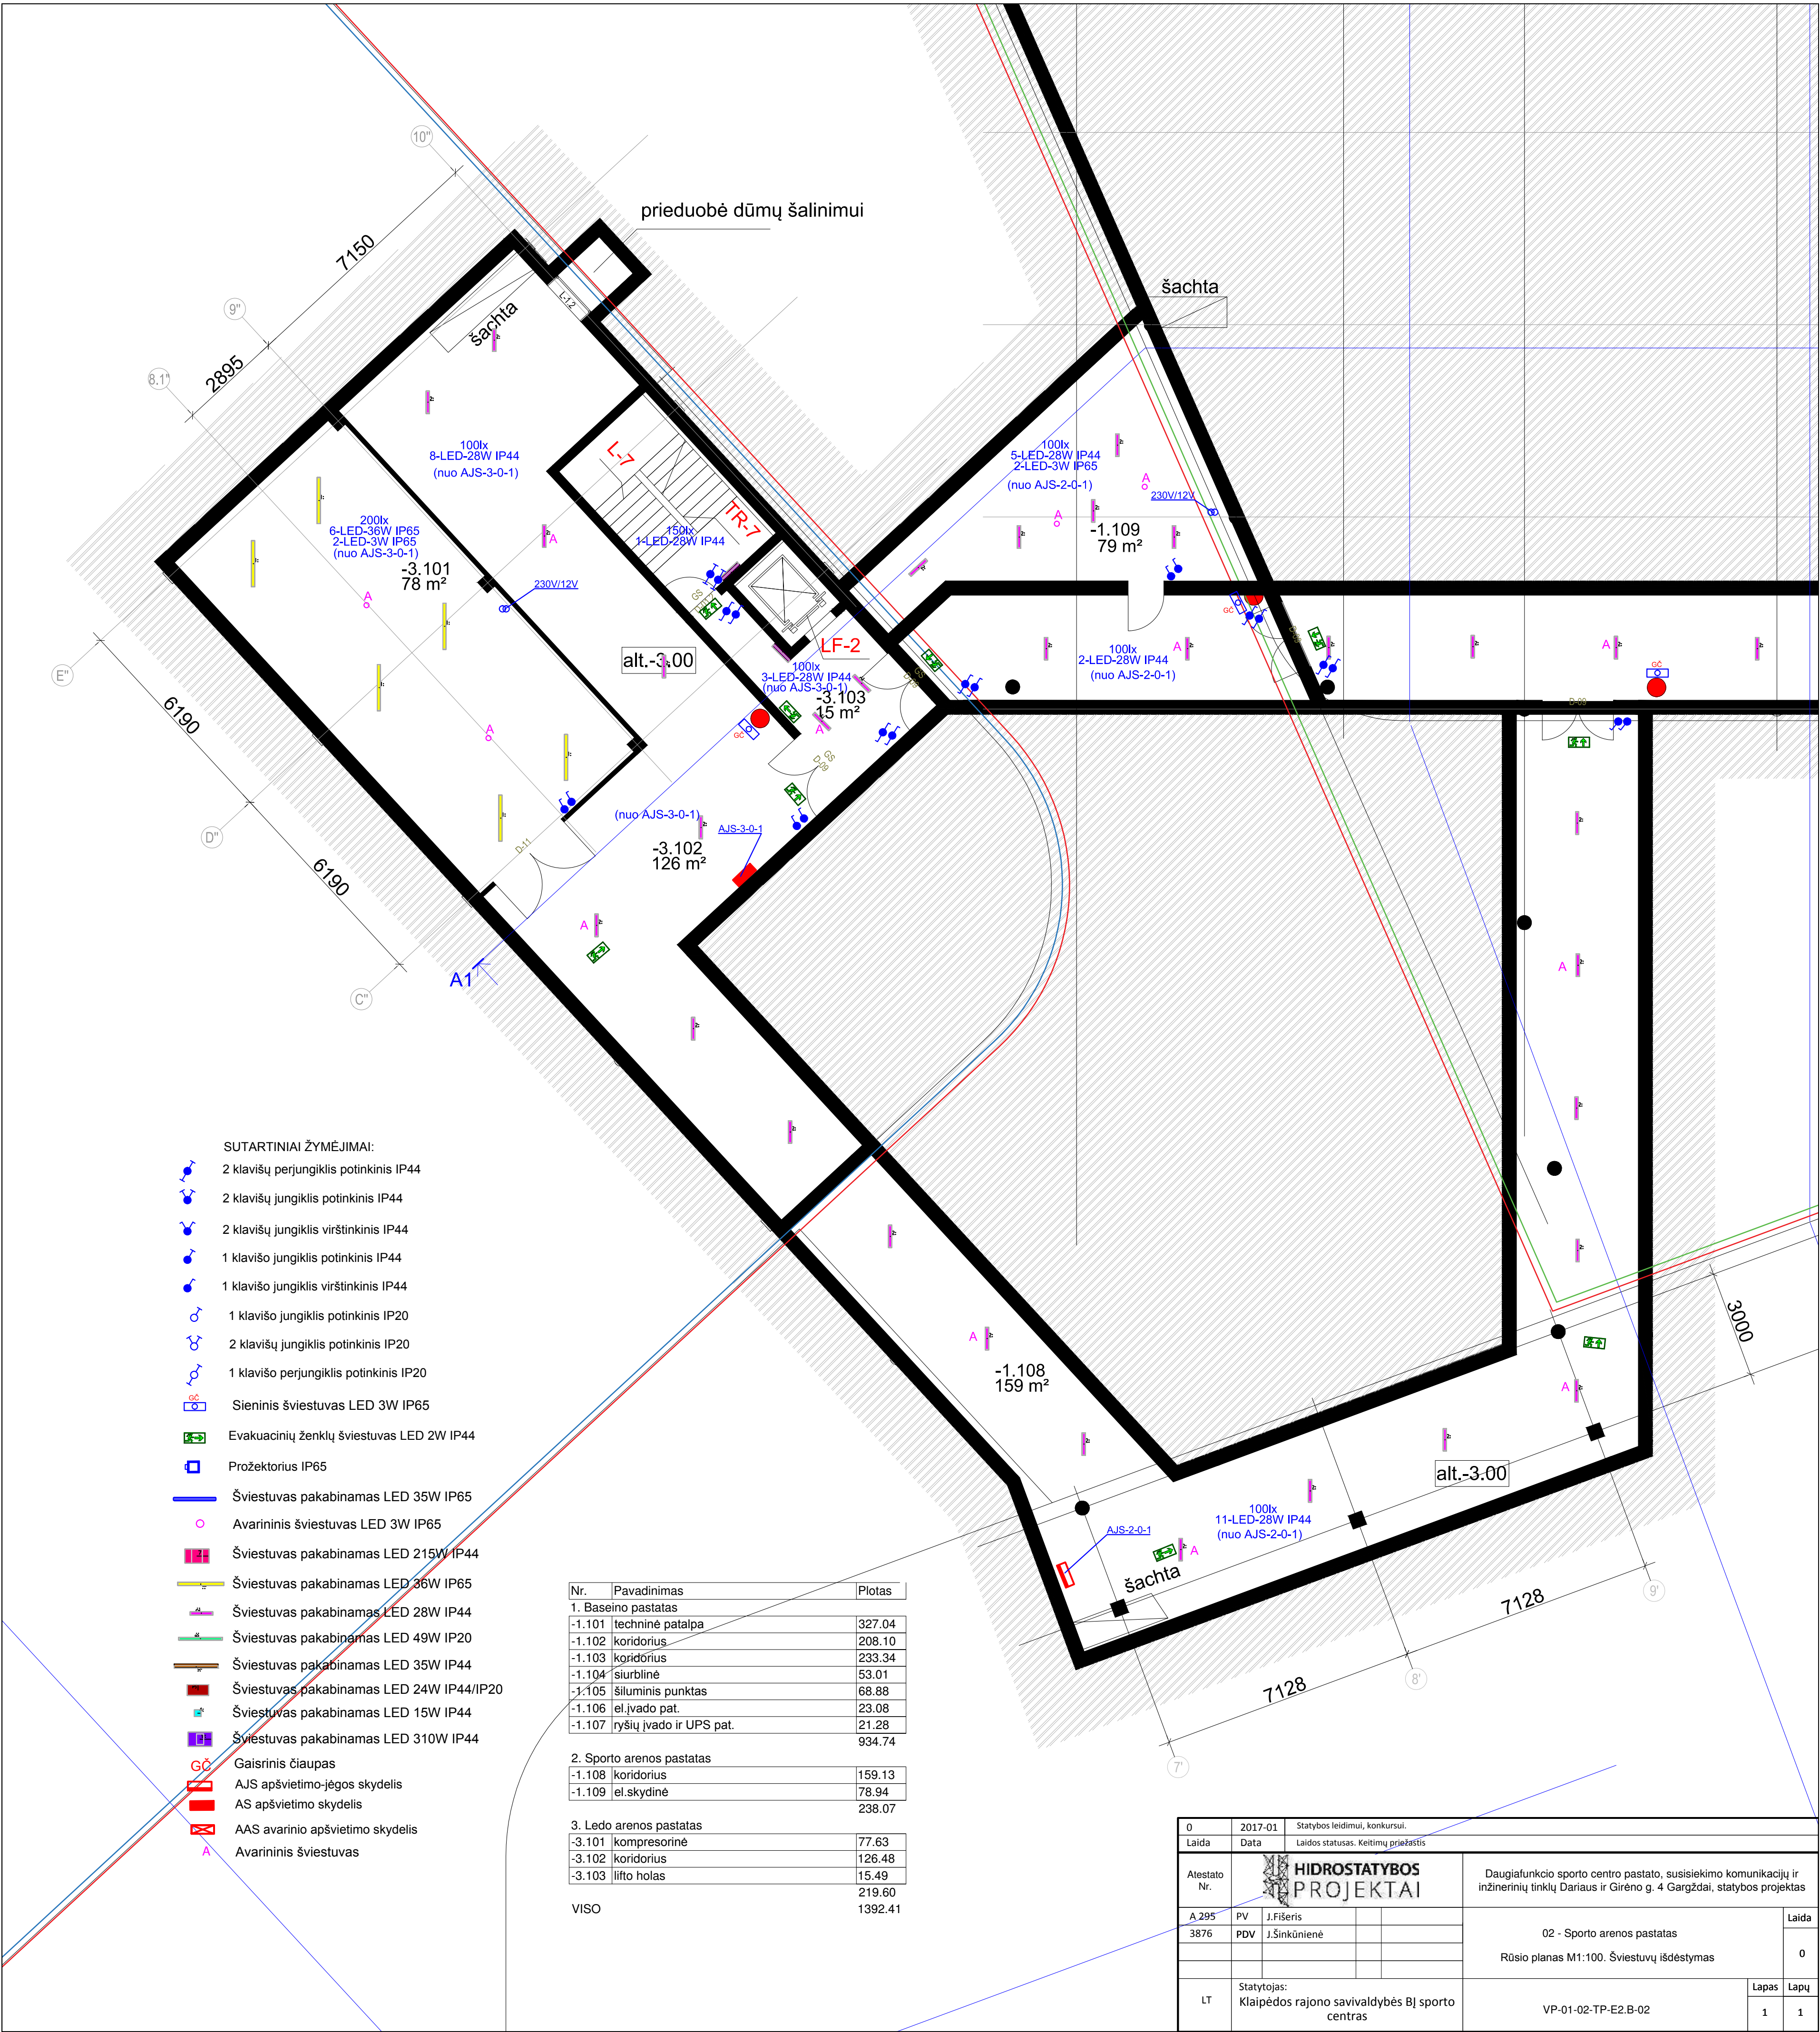 10"
prieduobė dūmų šalinimui
7150
9"
L-12
šachta
šachta
2895
8.1"
100lx
8-LED-28W IP44
(nuo AJS-3-0-1)
L-7
100lx
5-LED-28W IP44
2-LED-3W IP65
(nuo AJS-2-0-1)
A
230V/12V
A
-1.109
79 m²
200lx
6-LED-36W IP65
2-LED-3W IP65
(nuo AJS-3-0-1)
-3.101
78 m²
TR-7
150lx
1-LED-28W IP44
A
230V/12V
A
GS
GČ
LF-2
alt.-3.00
100lx
3-LED-28W IP44
(nuo AJS-3-0-1)
-3.103
15 m²
A
100lx
2-LED-28W IP44
(nuo AJS-2-0-1)
A
A
GČ
E"
6190
A
GČ
GS
D-09
D-09
(nuo AJS-3-0-1)
AJS-3-0-1
-3.102
126 m²
D"
D-11
6190
A
A1
C"
A
3000
A
-1.108
159 m²
A
alt.-3.00
100lx
11-LED-28W IP44
(nuo AJS-2-0-1)
AJS-2-0-1
A
šachta
7128
9'
7128
8'
7'
SUTARTINIAI ŽYMĖJIMAI:
2 klavišų perjungiklis potinkinis IP44
2 klavišų jungiklis potinkinis IP44
2 klavišų jungiklis virštinkinis IP44
1 klavišo jungiklis potinkinis IP44
1 klavišo jungiklis virštinkinis IP44
1 klavišo jungiklis potinkinis IP20
2 klavišų jungiklis potinkinis IP20
1 klavišo perjungiklis potinkinis IP20
GČ
Sieninis šviestuvas LED 3W IP65
Evakuacinių ženklų šviestuvas LED 2W IP44
Prožektorius IP65
Šviestuvas pakabinamas LED 35W IP65
Avarininis šviestuvas LED 3W IP65
Šviestuvas pakabinamas LED 215W IP44
Šviestuvas pakabinamas LED 36W IP65
Šviestuvas pakabinamas LED 28W IP44
Šviestuvas pakabinamas LED 49W IP20
Šviestuvas pakabinamas LED 35W IP44
Šviestuvas pakabinamas LED 24W IP44/IP20
Šviestuvas pakabinamas LED 15W IP44
Šviestuvas pakabinamas LED 310W IP44
GČ Gaisrinis čiaupas
AJS apšvietimo-jėgos skydelis
AS apšvietimo skydelis
AAS avarinio apšvietimo skydelis
A Avarininis šviestuvas
Nr. Pavadinimas Plotas
1. Baseino pastatas
-1.101 techninė patalpa 327.04
-1.102 koridorius 208.10
-1.103 koridorius 233.34
-1.104 siurblinė 53.01
-1.105 šiluminis punktas 68.88
-1.106 el.įvado pat. 23.08
-1.107 ryšių įvado ir UPS pat. 21.28
934.74
2. Sporto arenos pastatas
-1.108 koridorius 159.13
-1.109 el.skydinė 78.94
238.07
3. Ledo arenos pastatas
-3.101 kompresorinė 77.63
-3.102 koridorius 126.48
-3.103 lifto holas 15.49
219.60
VISO 1392.41
0 2017-01 Statybos leidimui, konkursui.
Laida Data Laidos statusas. Keitimų priežastis
Atestato Nr.
HIDROSTATYBOS
PROJEKTAI
Daugiafunkcio sporto centro pastato, susisiekimo komunikacijų ir
inžinerinių tinklų Dariaus ir Girėno g. 4 Gargždai, statybos projektas
A 295 PV J.Fišeris
3876 PDV J.Šinkūnienė
02 - Sporto arenos pastatas
Rūsio planas M1:100. Šviestuvų išdėstymas
Laida
0
LT
Statytojas:
Klaipėdos rajono savivaldybės BĮ sporto
centras
VP-01-02-TP-E2.B-02
Lapas Lapų
1 1